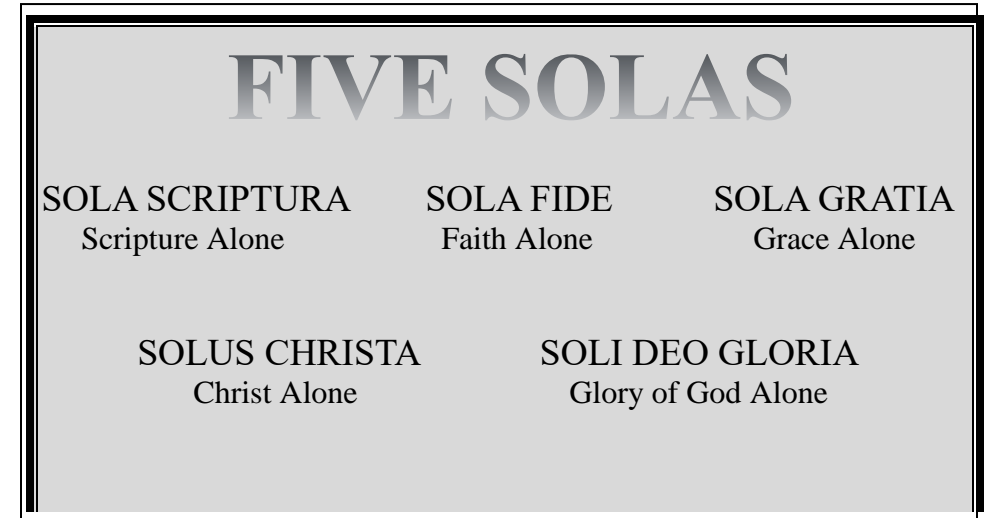 FIVE SOLAS
SOLA SCRIPTURA SOLA FIDE SOLA GRATIA
Scripture Alone Faith Alone Grace Alone
SOLUS CHRISTA SOLI DEO GLORIA
Christ Alone Glory of God Alone